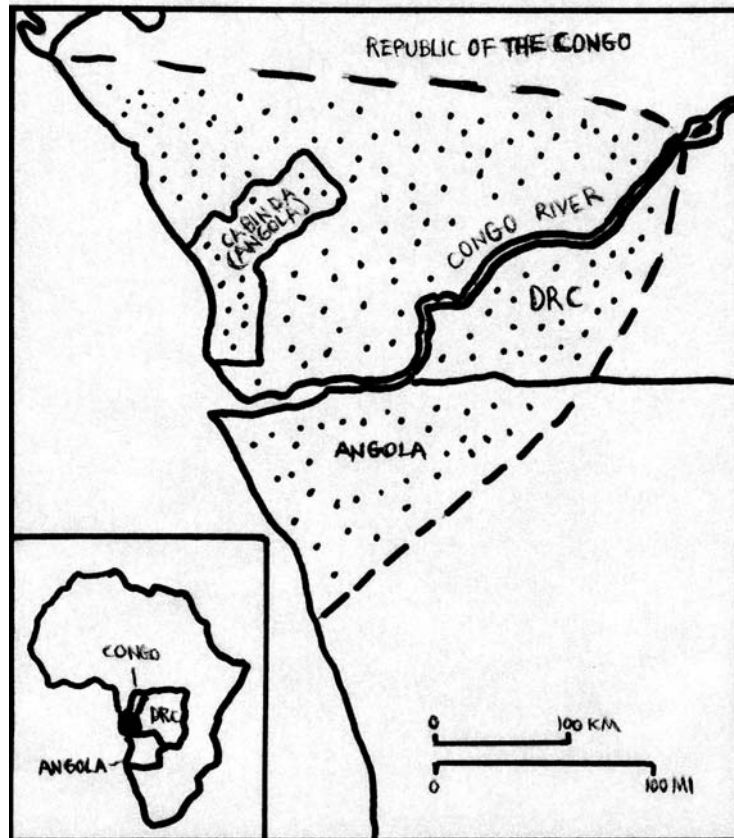 REPUBLIC OF THE CONGO
CABINDA
(ANGOLA)
CONGO RIVER
DRC
ANGOLA
CONGO
DRC
ANGOLA
0 100 KM
0 100 MI